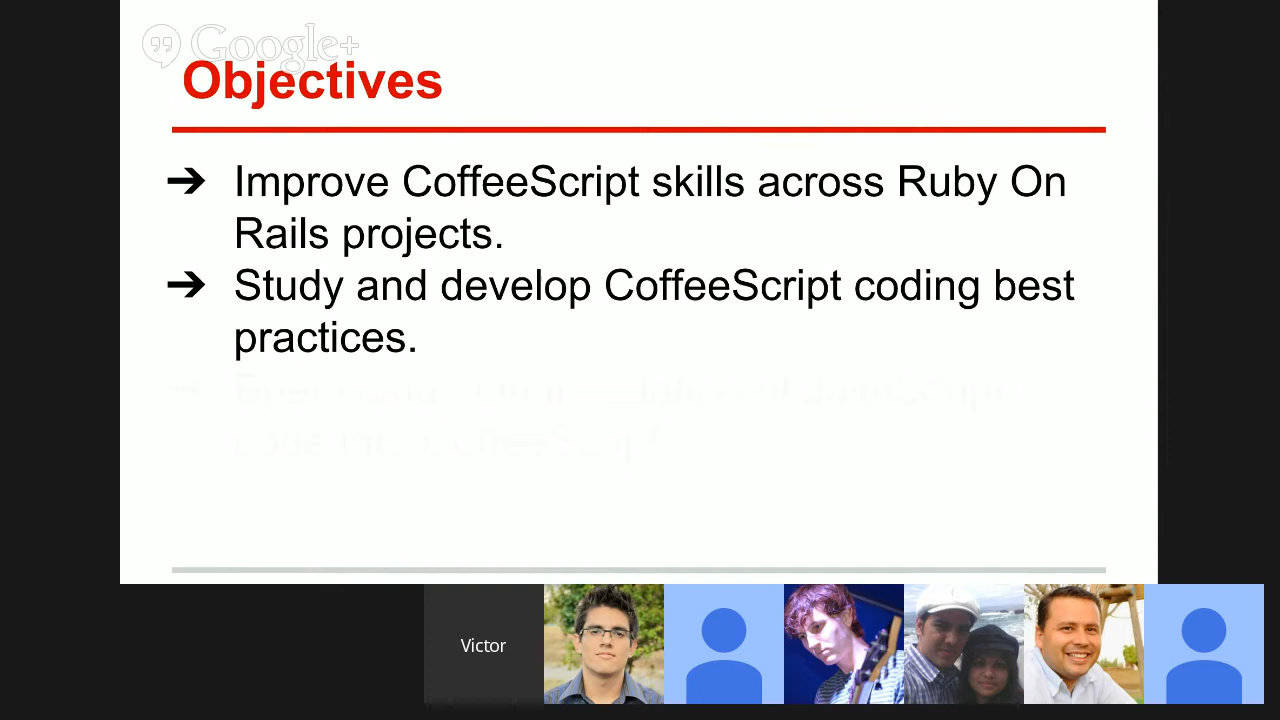 Google+
Objectives
➔ Improve CoffeeScript skills across Ruby On
Rails projects.
➔ Study and develop CoffeeScript coding best
practices.
Victor